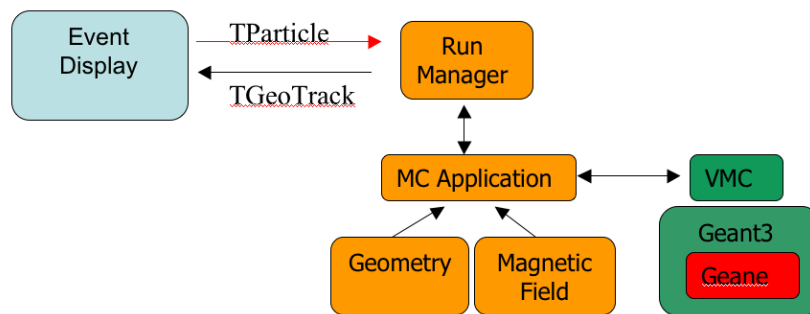 Event
Display
TParticle
TGeoTrack
Run
Manager
MC Application
VMC
Geometry
Magnetic
Field
Geant3
Geane